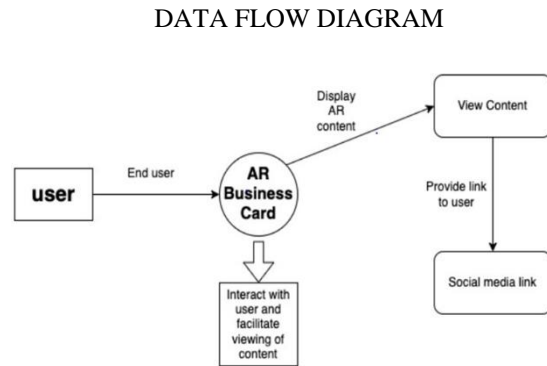 DATA FLOW DIAGRAM
Display
AR
content
View Content
End user
user
AR
Business
Card
Provide link
to user
Interact with
user and
facilitate
viewing of
content
Social media link